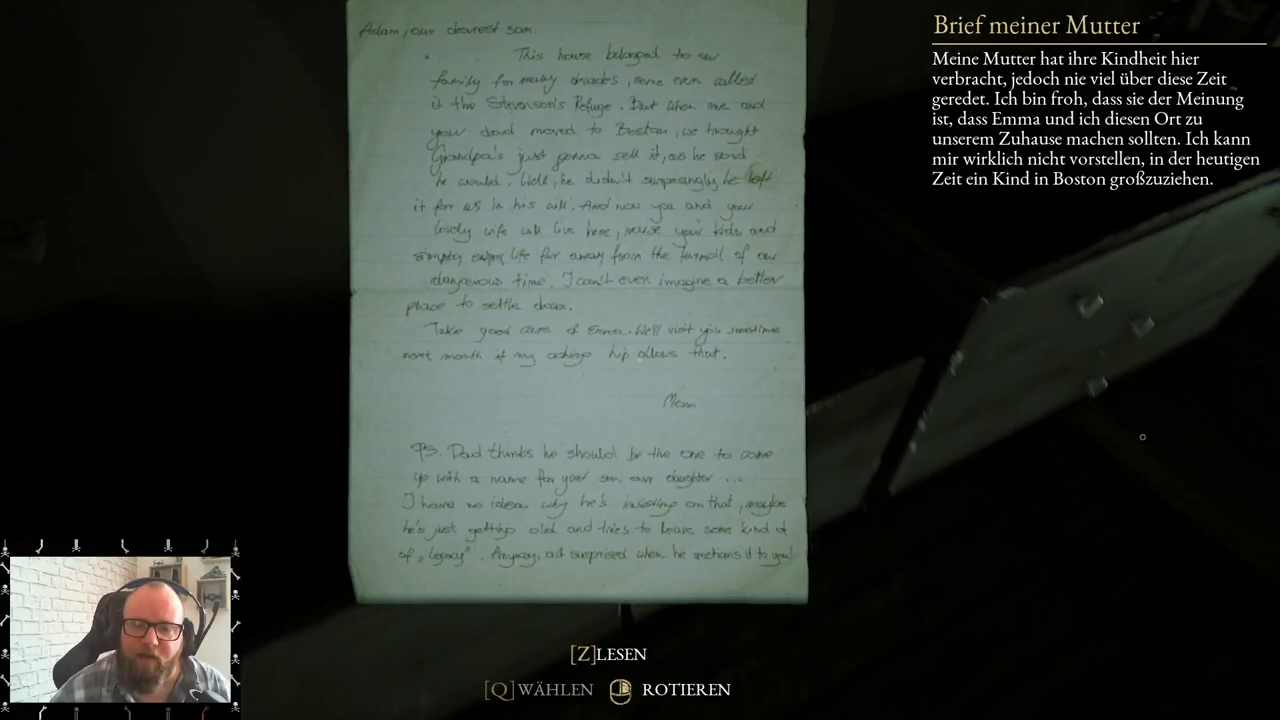 Adam, our dearest son.
This house belonged to our
family for many decades, some even called
it the Stevenson's Refuge. But when me and
your dad moved to Boston, we thought
Grandpa's just gonna sell it, as he said
he would. Well, he didn't surprisingly he left
it for us in his will. And now you and your
lovely wife will live here, raise your kids and
simply enjoy life far away from the turmoil of our
dangerous time. I can't even imagine a better
place to settle down.
Take good care of Emma. We'll visit you sometime
next month if my achings hip allows that.
Mom
PS. Dad thinks he should be the one to come
up with a name for your son our daughter ...
I have no idea why he's insisting on that, maybe
he's just getting old and tries to leave some kind of
of „legacy". Anyway, act surprised when he mentions it to you!
Brief meiner Mutter
Meine Mutter hat ihre Kindheit hier
verbracht, jedoch nie viel über diese Zeit
geredet. Ich bin froh, dass sie der Meinung
ist, dass Emma und ich diesen Ort zu
unserem Zuhause machen sollten. Ich kann
mir wirklich nicht vorstellen, in der heutigen
Zeit ein Kind in Boston großzuziehen.
[Z]LESEN
[Q]WÄHLEN ROTIEREN